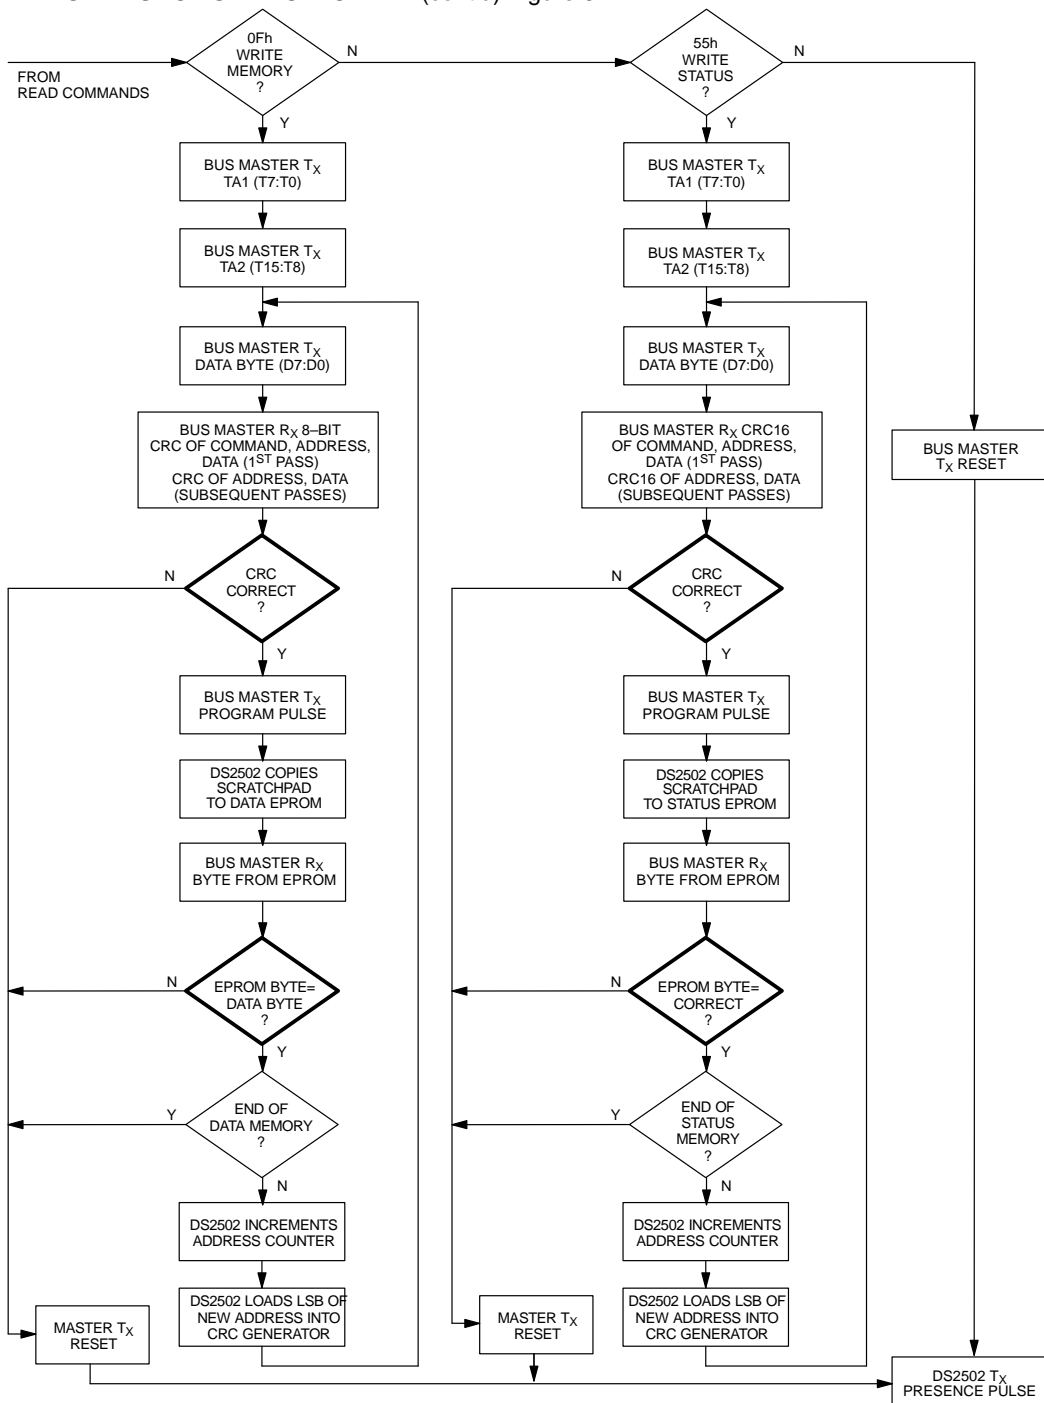 (cont'd)
0Fh
WRITE
MEMORY
?
N
Y
FROM
READ COMMANDS
55h
WRITE
STATUS
?
N
Y
BUS MASTER TX
TA1 (T7:T0)
BUS MASTER TX
TA2 (T15:T8)
BUS MASTER TX
DATA BYTE (D7:D0)
BUS MASTER RX 8–BIT
CRC OF COMMAND, ADDRESS,
DATA (1ST PASS)
CRC OF ADDRESS, DATA
(SUBSEQUENT PASSES)
N
CRC
CORRECT
?
Y
BUS MASTER TX
PROGRAM PULSE
DS2502 COPIES
SCRATCHPAD
TO DATA EPROM
BUS MASTER RX
BYTE FROM EPROM
N
EPROM BYTE=
DATA BYTE
?
Y
Y
END OF
DATA MEMORY
?
N
DS2502 INCREMENTS
ADDRESS COUNTER
DS2502 LOADS LSB OF
NEW ADDRESS INTO
CRC GENERATOR
MASTER TX
RESET
BUS MASTER TX
TA1 (T7:T0)
BUS MASTER TX
TA2 (T15:T8)
BUS MASTER TX
DATA BYTE (D7:D0)
BUS MASTER RX CRC16
OF COMMAND, ADDRESS,
DATA (1ST PASS)
CRC16 OF ADDRESS, DATA
(SUBSEQUENT PASSES)
N
CRC
CORRECT
?
Y
BUS MASTER TX
PROGRAM PULSE
DS2502 COPIES
SCRATCHPAD
TO STATUS EPROM
BUS MASTER RX
BYTE FROM EPROM
N
EPROM BYTE=
CORRECT
?
Y
Y
END OF
STATUS
MEMORY
?
N
DS2502 INCREMENTS
ADDRESS COUNTER
DS2502 LOADS LSB OF
NEW ADDRESS INTO
CRC GENERATOR
MASTER TX
RESET
BUS MASTER
TX RESET
DS2502 TX
PRESENCE PULSE